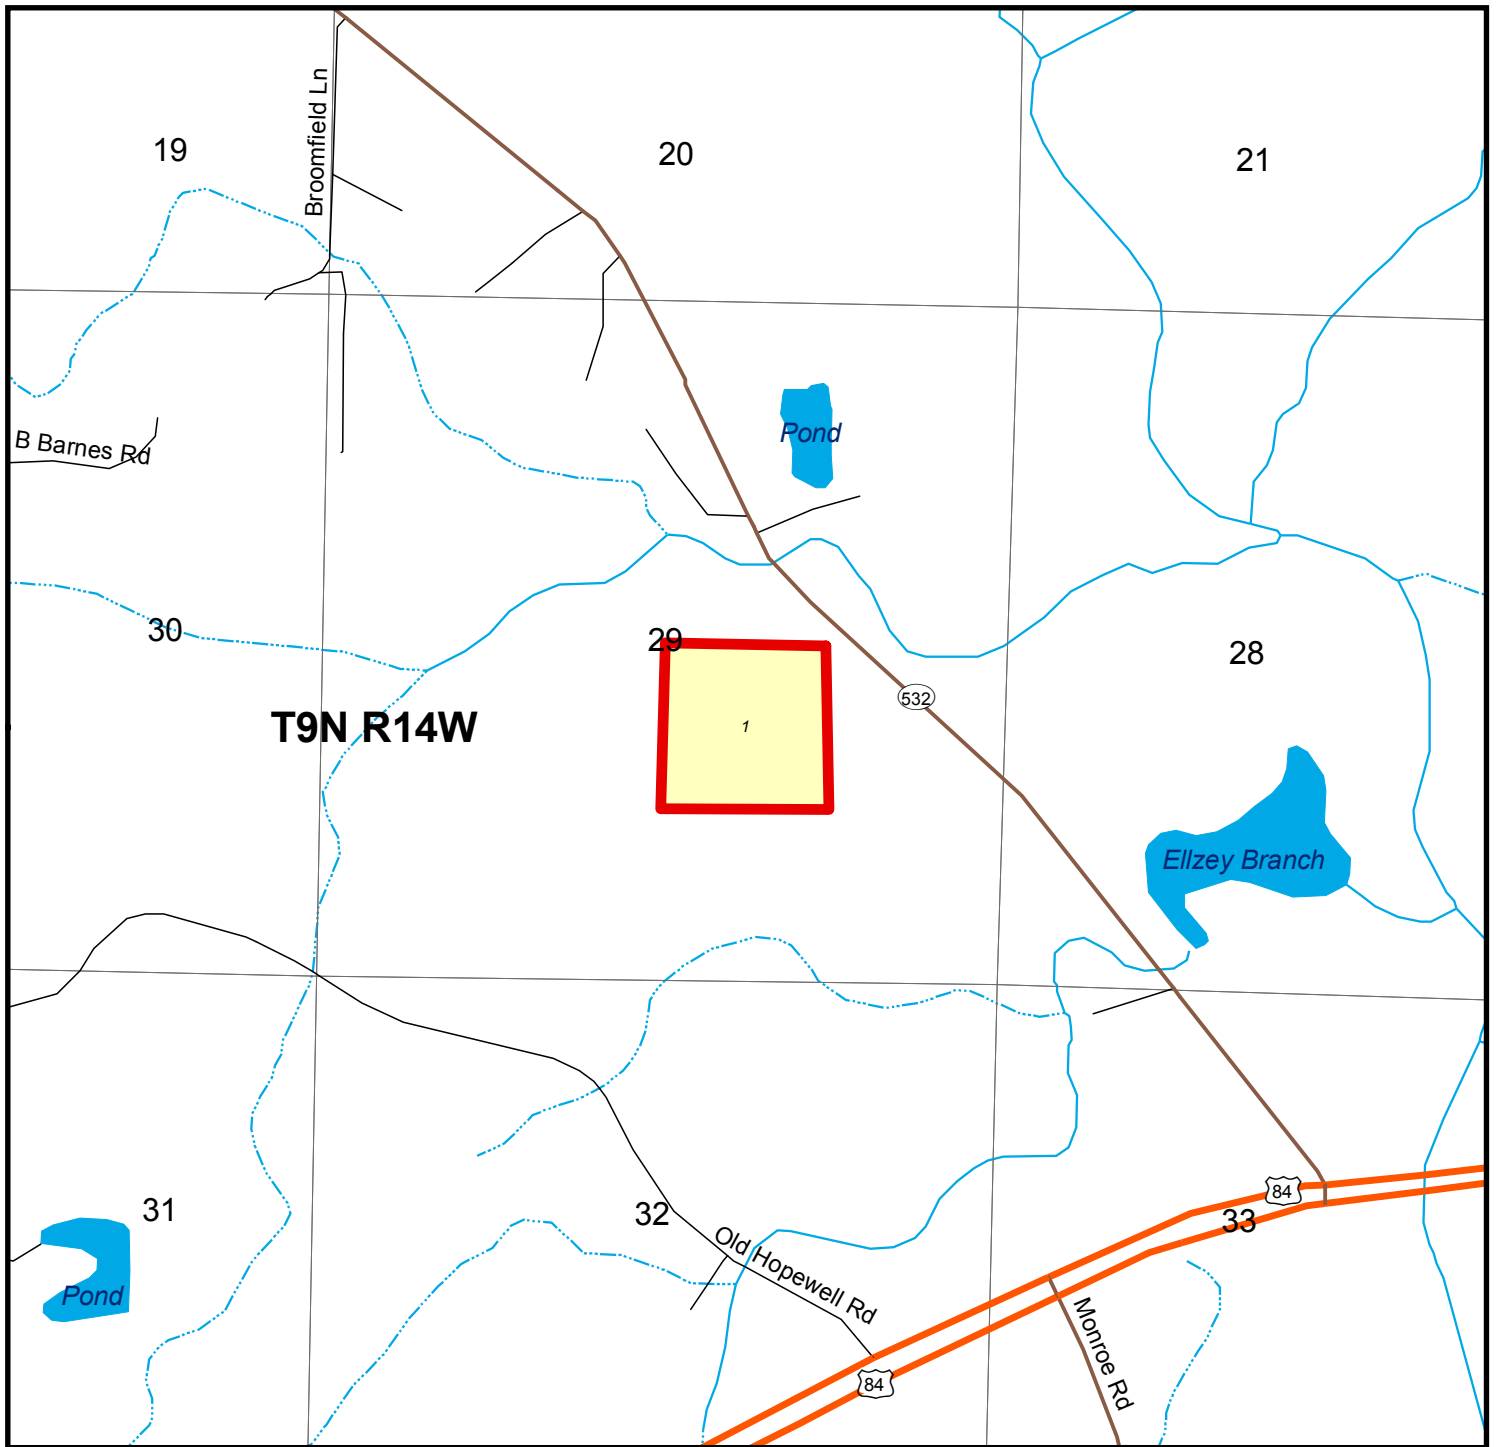 Broomfield Ln
19
20
21
Pond
B Barnes Rd
30
29
28
532
T9N R14W
1
Ellzey Branch
84
31
32
33
Old Hopewell Rd
Pond
Monroe Rd
84